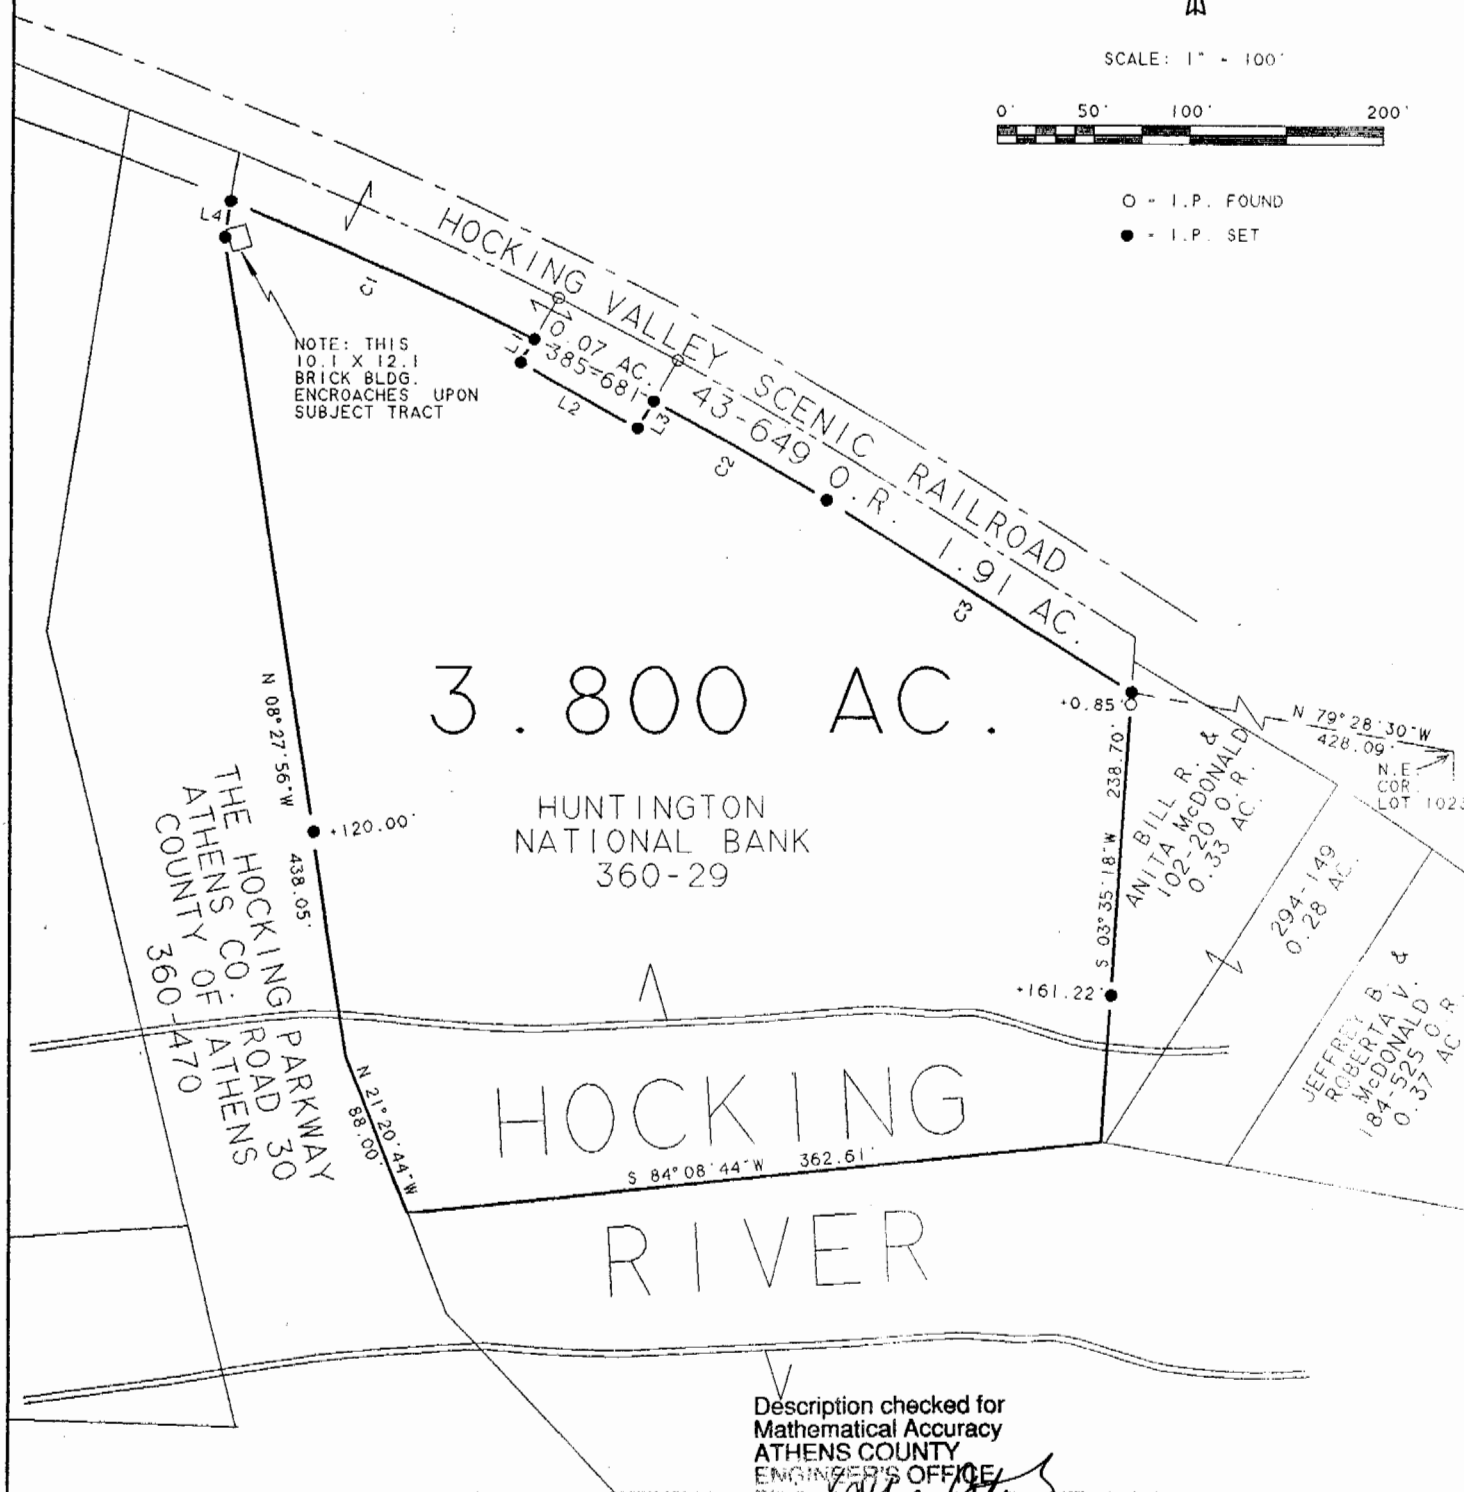 SCALE: 1" = 100'
0' 50' 100' 200'
O = I.P. FOUND
● = I.P. SET
HOCKING VALLEY SCENIC RAILROAD
L4
C1
NOTE: THIS
10.1 X 12.1
BRICK BLDG.
ENCROACHES UPON
SUBJECT TRACT
L1
0.07 AC.
385-681
L2
L3
43-649 O.R. 1.91 AC.
C2
C3
3.800 AC.
HUNTINGTON
NATIONAL BANK
360-29
+0.85'
N 79°28'30"W
428.09'
N.E.
COR.
LOT 1023
N 08°27'56"W
438.05'
+120.00'
238.70'
S 03°35'18"W
+161.22'
BILL R. &
ANITA McDONALD
102-20 O.R.
0.33 AC.
294-149
0.28 AC.
JEFFREY B. &
ROBERTA V.
McDONALD
184-525 O.R.
0.37 AC.
THE HOCKING PARKWAY
ATHENS CO. ROAD 30
COUNTY OF ATHENS
360-470
N 21°20'44"W
88.00'
HOCKING
S 84°08'44"W 362.61'
RIVER
Description checked for
Mathematical Accuracy
ATHENS COUNTY
ENGINEER'S OFFICE